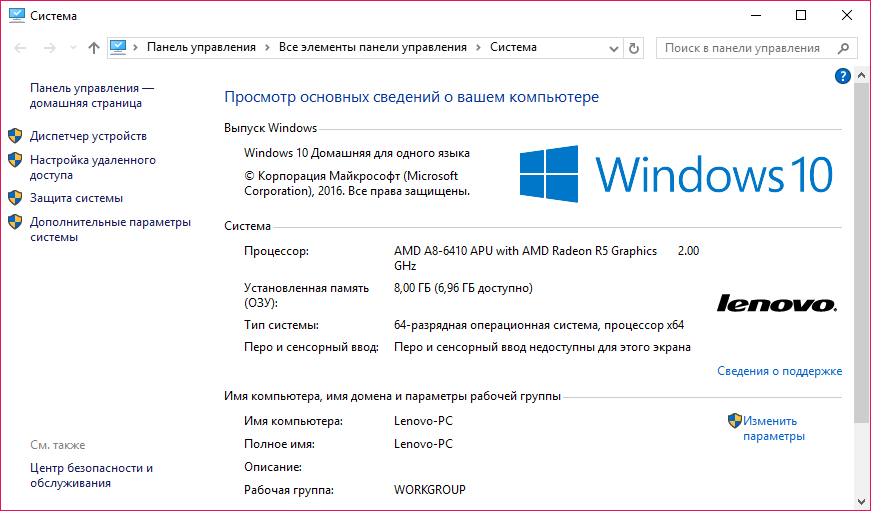 Система
Панель управления
Все элементы панели управления
Система
Поиск в панели управления
Панель управления —
домашняя страница
Диспетчер устройств
Настройка удаленного
доступа
Защита системы
Дополнительные параметры
системы
См. также
Центр безопасности и
обслуживания
?
Просмотр основных сведений о вашем компьютере
Выпуск Windows
Windows 10 Домашняя для одного языка
© Корпорация Майкрософт (Microsoft
Corporation), 2016. Все права защищены.
Windows 10
Система
Процессор: AMD A8-6410 APU with AMD Radeon R5 Graphics 2.00
GHz
Установленная память 8,00 ГБ (6,96 ГБ доступно)
(ОЗУ):
Тип системы: 64-разрядная операционная система, процессор x64
Перо и сенсорный ввод: Перо и сенсорный ввод недоступны для этого экрана
lenovo.
Сведения о поддержке
Имя компьютера, имя домена и параметры рабочей группы
Имя компьютера: Lenovo-PC
Полное имя: Lenovo-PC
Описание:
Рабочая группа: WORKGROUP
Изменить
параметры